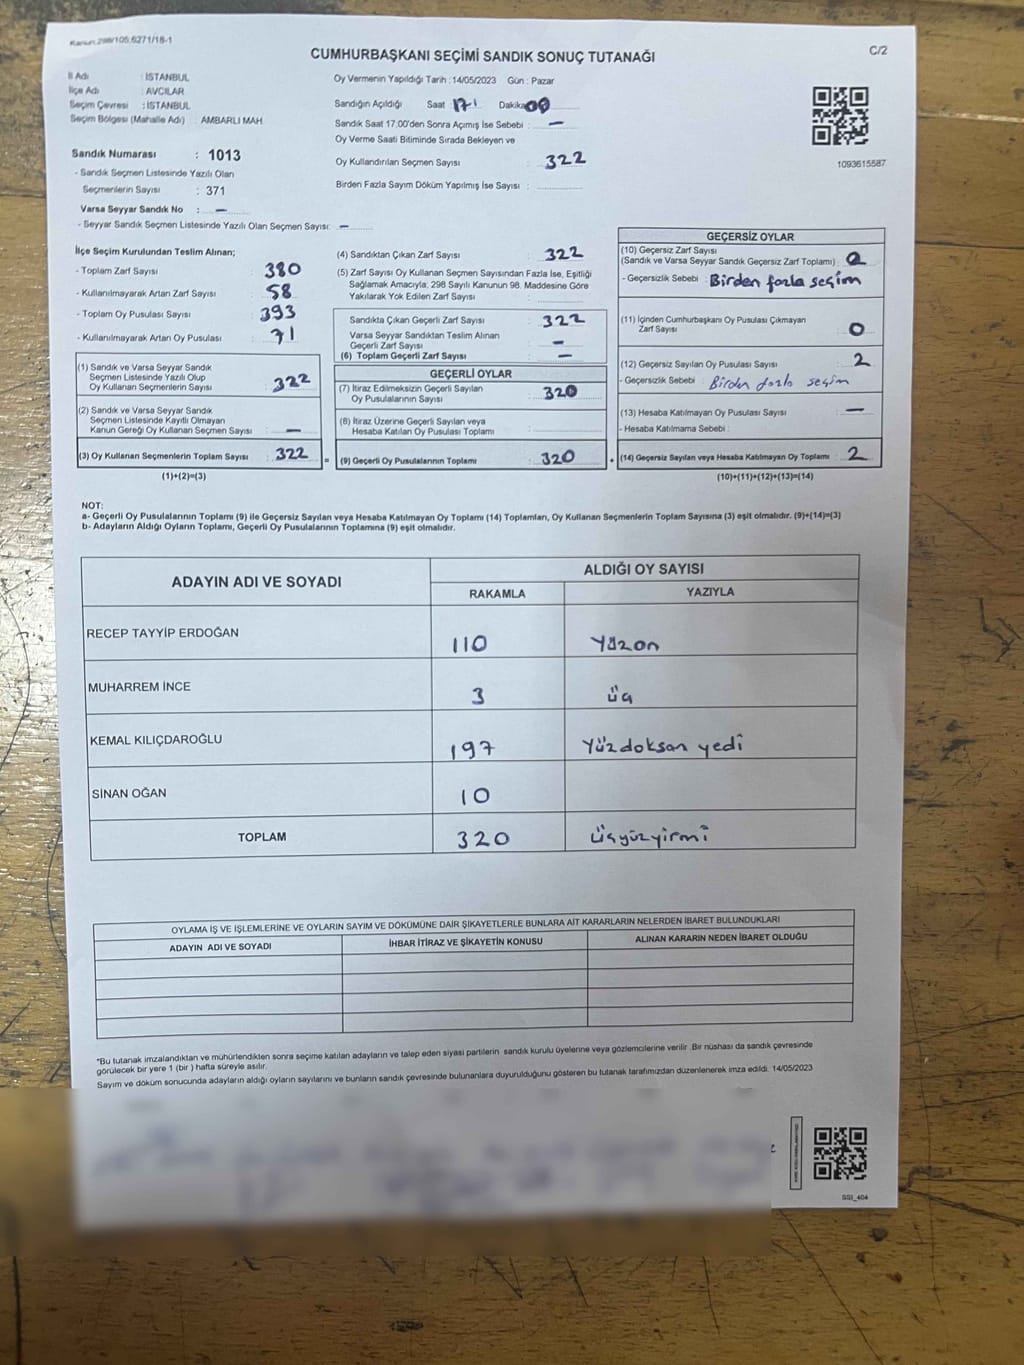 Kanun:298/105,6271/18-1
C/2
CUMHURBAŞKANI SEÇİMİ SANDIK SONUÇ TUTANAĞI
İl Adı : İSTANBUL
İlçe Adı : AVCILAR
Seçim Çevresi : İSTANBUL
Seçim Bölgesi (Mahalle Adı) : AMBARLI MAH.
Sandık Numarası : 1013
- Sandık Seçmen Listesinde Yazılı Olan
Seçmenlerin Sayısı : 371
Varsa Seyyar Sandık No : –
- Seyyar Sandık Seçmen Listesinde Yazılı Olan Seçmen Sayısı: –
Oy Vermenin Yapıldığı Tarih : 14/05/2023 Gün : Pazar
Sandığın Açıldığı Saat 17 Dakika 00
Sandık Saat 17:00'den Sonra Açımış İse Sebebi : –
Oy Verme Saati Bitiminde Sırada Bekleyen ve
Oy Kullandırılan Seçmen Sayısı : 322
Birden Fazla Sayım Döküm Yapılmış İse Sayısı :
1093615587
İlçe Seçim Kurulundan Teslim Alınan;
- Toplam Zarf Sayısı : 380
- Kullanılmayarak Artan Zarf Sayısı : 58
- Toplam Oy Pusulası Sayısı : 393
- Kullanılmayarak Artan Oy Pusulası : 71
(1) Sandık ve Varsa Seyyar Sandık
Seçmen Listesinde Yazılı Olup
Oy Kullanan Seçmenlerin Sayısı : 322
(2) Sandık ve Varsa Seyyar Sandık
Seçmen Listesinde Kayıtlı Olmayan
Kanun Gereği Oy Kullanan Seçmen Sayısı : –
(3) Oy Kullanan Seçmenlerin Toplam Sayısı : 322
(1)+(2)=(3)
(4) Sandıktan Çıkan Zarf Sayısı : 322
(5) Zarf Sayısı Oy Kullanan Seçmen Sayısından Fazla İse, Eşitliği
Sağlamak Amacıyla, 298 Sayılı Kanunun 98. Maddesine Göre
Yakılarak Yok Edilen Zarf Sayısı :
Sandıkta Çıkan Geçerli Zarf Sayısı : 322
Varsa Seyyar Sandıktan Teslim Alınan
Geçerli Zarf Sayısı : –
(6) Toplam Geçerli Zarf Sayısı : –
GEÇERLİ OYLAR
(7) İtiraz Edilmeksizin Geçerli Sayılan
Oy Pusulalarının Sayısı : 320
(8) İtiraz Üzerine Geçerli Sayılan veya
Hesaba Katılan Oy Pusulası Toplamı :
= (9) Geçerli Oy Pusulalarının Toplamı : 320
GEÇERSİZ OYLAR
(10) Geçersiz Zarf Sayısı
(Sandık ve Varsa Seyyar Sandık Geçersiz Zarf Toplamı) :
- Geçersizlik Sebebi : Birden fazla seçim
(11) İçinden Cumhurbaşkanı Oy Pusulası Çıkmayan
Zarf Sayısı : 0
(12) Geçersiz Sayılan Oy Pusulası Sayısı : 2
- Geçersizlik Sebebi : Birden fazla seçim
(13) Hesaba Katılmayan Oy Pusulası Sayısı : –
- Hesaba Katılmama Sebebi :
+ (14) Geçersiz Sayılan veya Hesaba Katılmayan Oy Toplamı : 2
(10)+(11)+(12)+(13)=(14)
NOT:
a- Geçerli Oy Pusulalarının Toplamı (9) ile Geçersiz Sayılan veya Hesaba Katılmayan Oy Toplamı (14) Toplamları, Oy Kullanan Seçmenlerin Toplam Sayısına (3) eşit olmalıdır. (9)+(14)=(3)
b- Adayların Aldığı Oyların Toplamı, Geçerli Oy Pusulalarının Toplamına (9) eşit olmalıdır.
ADAYIN ADI VE SOYADI
ALDIĞI OY SAYISI
RAKAMLA YAZIYLA
RECEP TAYYİP ERDOĞAN 110 Yüzon
MUHARREM İNCE 3 üç
KEMAL KILIÇDAROĞLU 197 Yüzdoksan yedi
SİNAN OĞAN 10
TOPLAM 320 üçyüzyirmi
OYLAMA İŞ VE İŞLEMLERİNE VE OYLARIN SAYIM VE DÖKÜMÜNE DAİR ŞİKAYETLERLE BUNLARA AİT KARARLARIN NELERDEN İBARET BULUNDUKLARI
ADAYIN ADI VE SOYADI İHBAR İTİRAZ VE ŞİKAYETİN KONUSU ALINAN KARARIN NEDEN İBARET OLDUĞU
*Bu tutanak imzalandıktan ve mühürlendikten sonra seçime katılan adayların ve talep eden siyasi partilerin sandık kurulu üyelerine veya gözlemcilerine verilir. Bir nüshası da sandık çevresinde
görülecek bir yere 1 (bir ) hafta süreyle asılır.
Sayım ve döküm sonucunda adayların aldığı oyların sayılarını ve bunların sandık çevresinde bulunanlara duyurulduğunu gösteren bu tutanak tarafımızdan düzenlenerek imza edildi. 14/05/2023
SSI_404